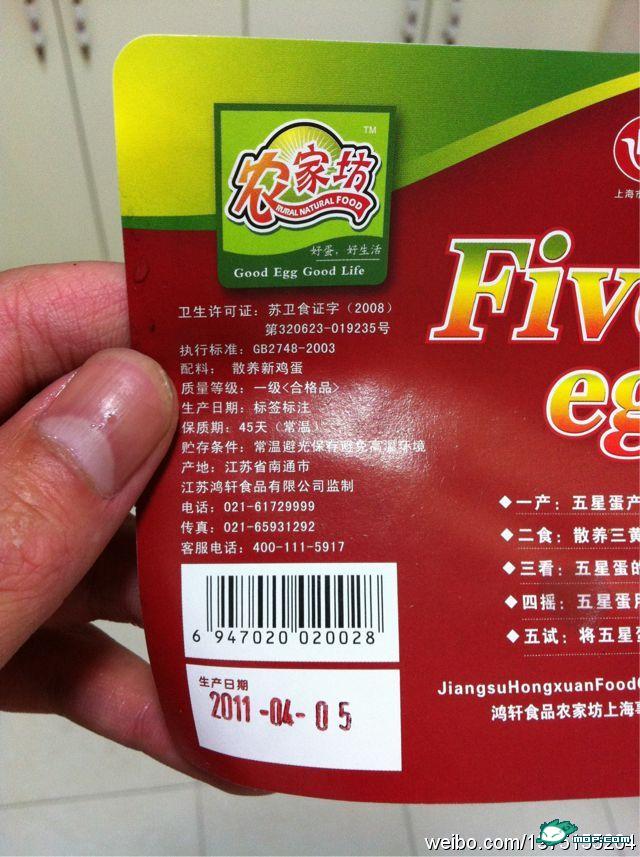 农家坊
TM
RURAL NATURAL FOOD
好蛋，好生活
Good Egg Good Life
上海市
Five
eg
卫生许可证：苏卫食证字（2008）
第320623-019235号
执行标准：GB2748-2003
配料： 散养新鸡蛋
质量等级：一级<合格品>
生产日期：标签标注
保质期：45天（常温）
贮存条件：常温避光保存避免高温环境
产地：江苏省南通市
江苏鸿轩食品有限公司监制
电话：021-61729999
传真：021-65931292
客服电话：400-111-5917
◆一产：五星蛋产
◆二食：散养三黄
◆三看：五星蛋的
◆四摇：五星蛋用
◆五试：将五星蛋
6 947020 020028
生产日期
2011-04-05
JiangsuHongxuanFood
鸿轩食品农家坊上海
mop.com
weibo.com/